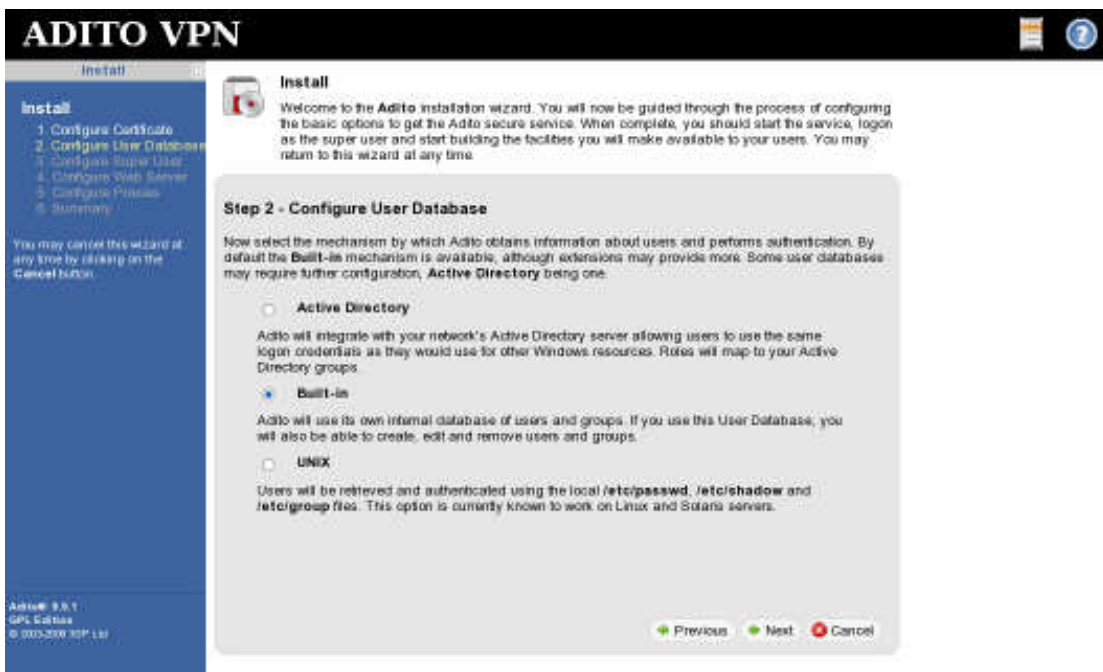 ADITO VPN
Install
Install
1. Configure Certificate
2. Configure User Database
3. Configure Super User
4. Configure Web Server
5. Configure Proxies
6. Summary
You may cancel this wizard at
any time by clicking on the
Cancel button.
Install
Welcome to the Adito installation wizard. You will now be guided through the process of configuring
the basic options to get the Adito secure service. When complete, you should start the service, logon
as the super user and start building the facilities you will make available to your users. You may
return to this wizard at any time.
Step 2 - Configure User Database
Now select the mechanism by which Adito obtains information about users and performs authentication. By
default the Built-in mechanism is available, although extensions may provide more. Some user databases
may require further configuration, Active Directory being one.
Active Directory
Adito will integrate with your network's Active Directory server allowing users to use the same
logon credentials as they would use for other Windows resources. Roles will map to your Active
Directory groups.
Built-in
Adito will use its own internal database of users and groups. If you use this User Database, you
will also be able to create, edit and remove users and groups.
UNIX
Users will be retrieved and authenticated using the local /etc/passwd, /etc/shadow and
/etc/group files. This option is currently known to work on Linux and Solaris servers.
Previous Next Cancel
Adito® 0.9.1
GPL Edition